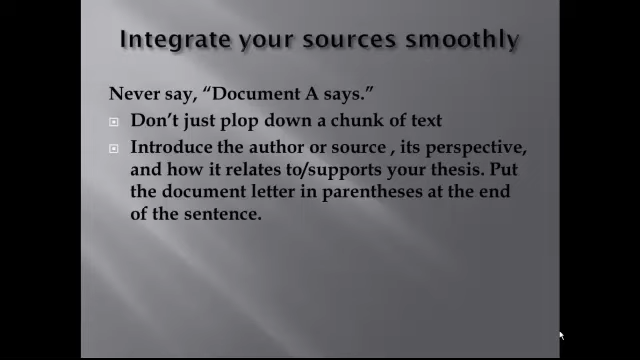 Integrate your sources smoothly
Never say, “Document A says.”
Don’t just plop down a chunk of text
Introduce the author or source , its perspective,
and how it relates to/supports your thesis. Put
the document letter in parentheses at the end
of the sentence.